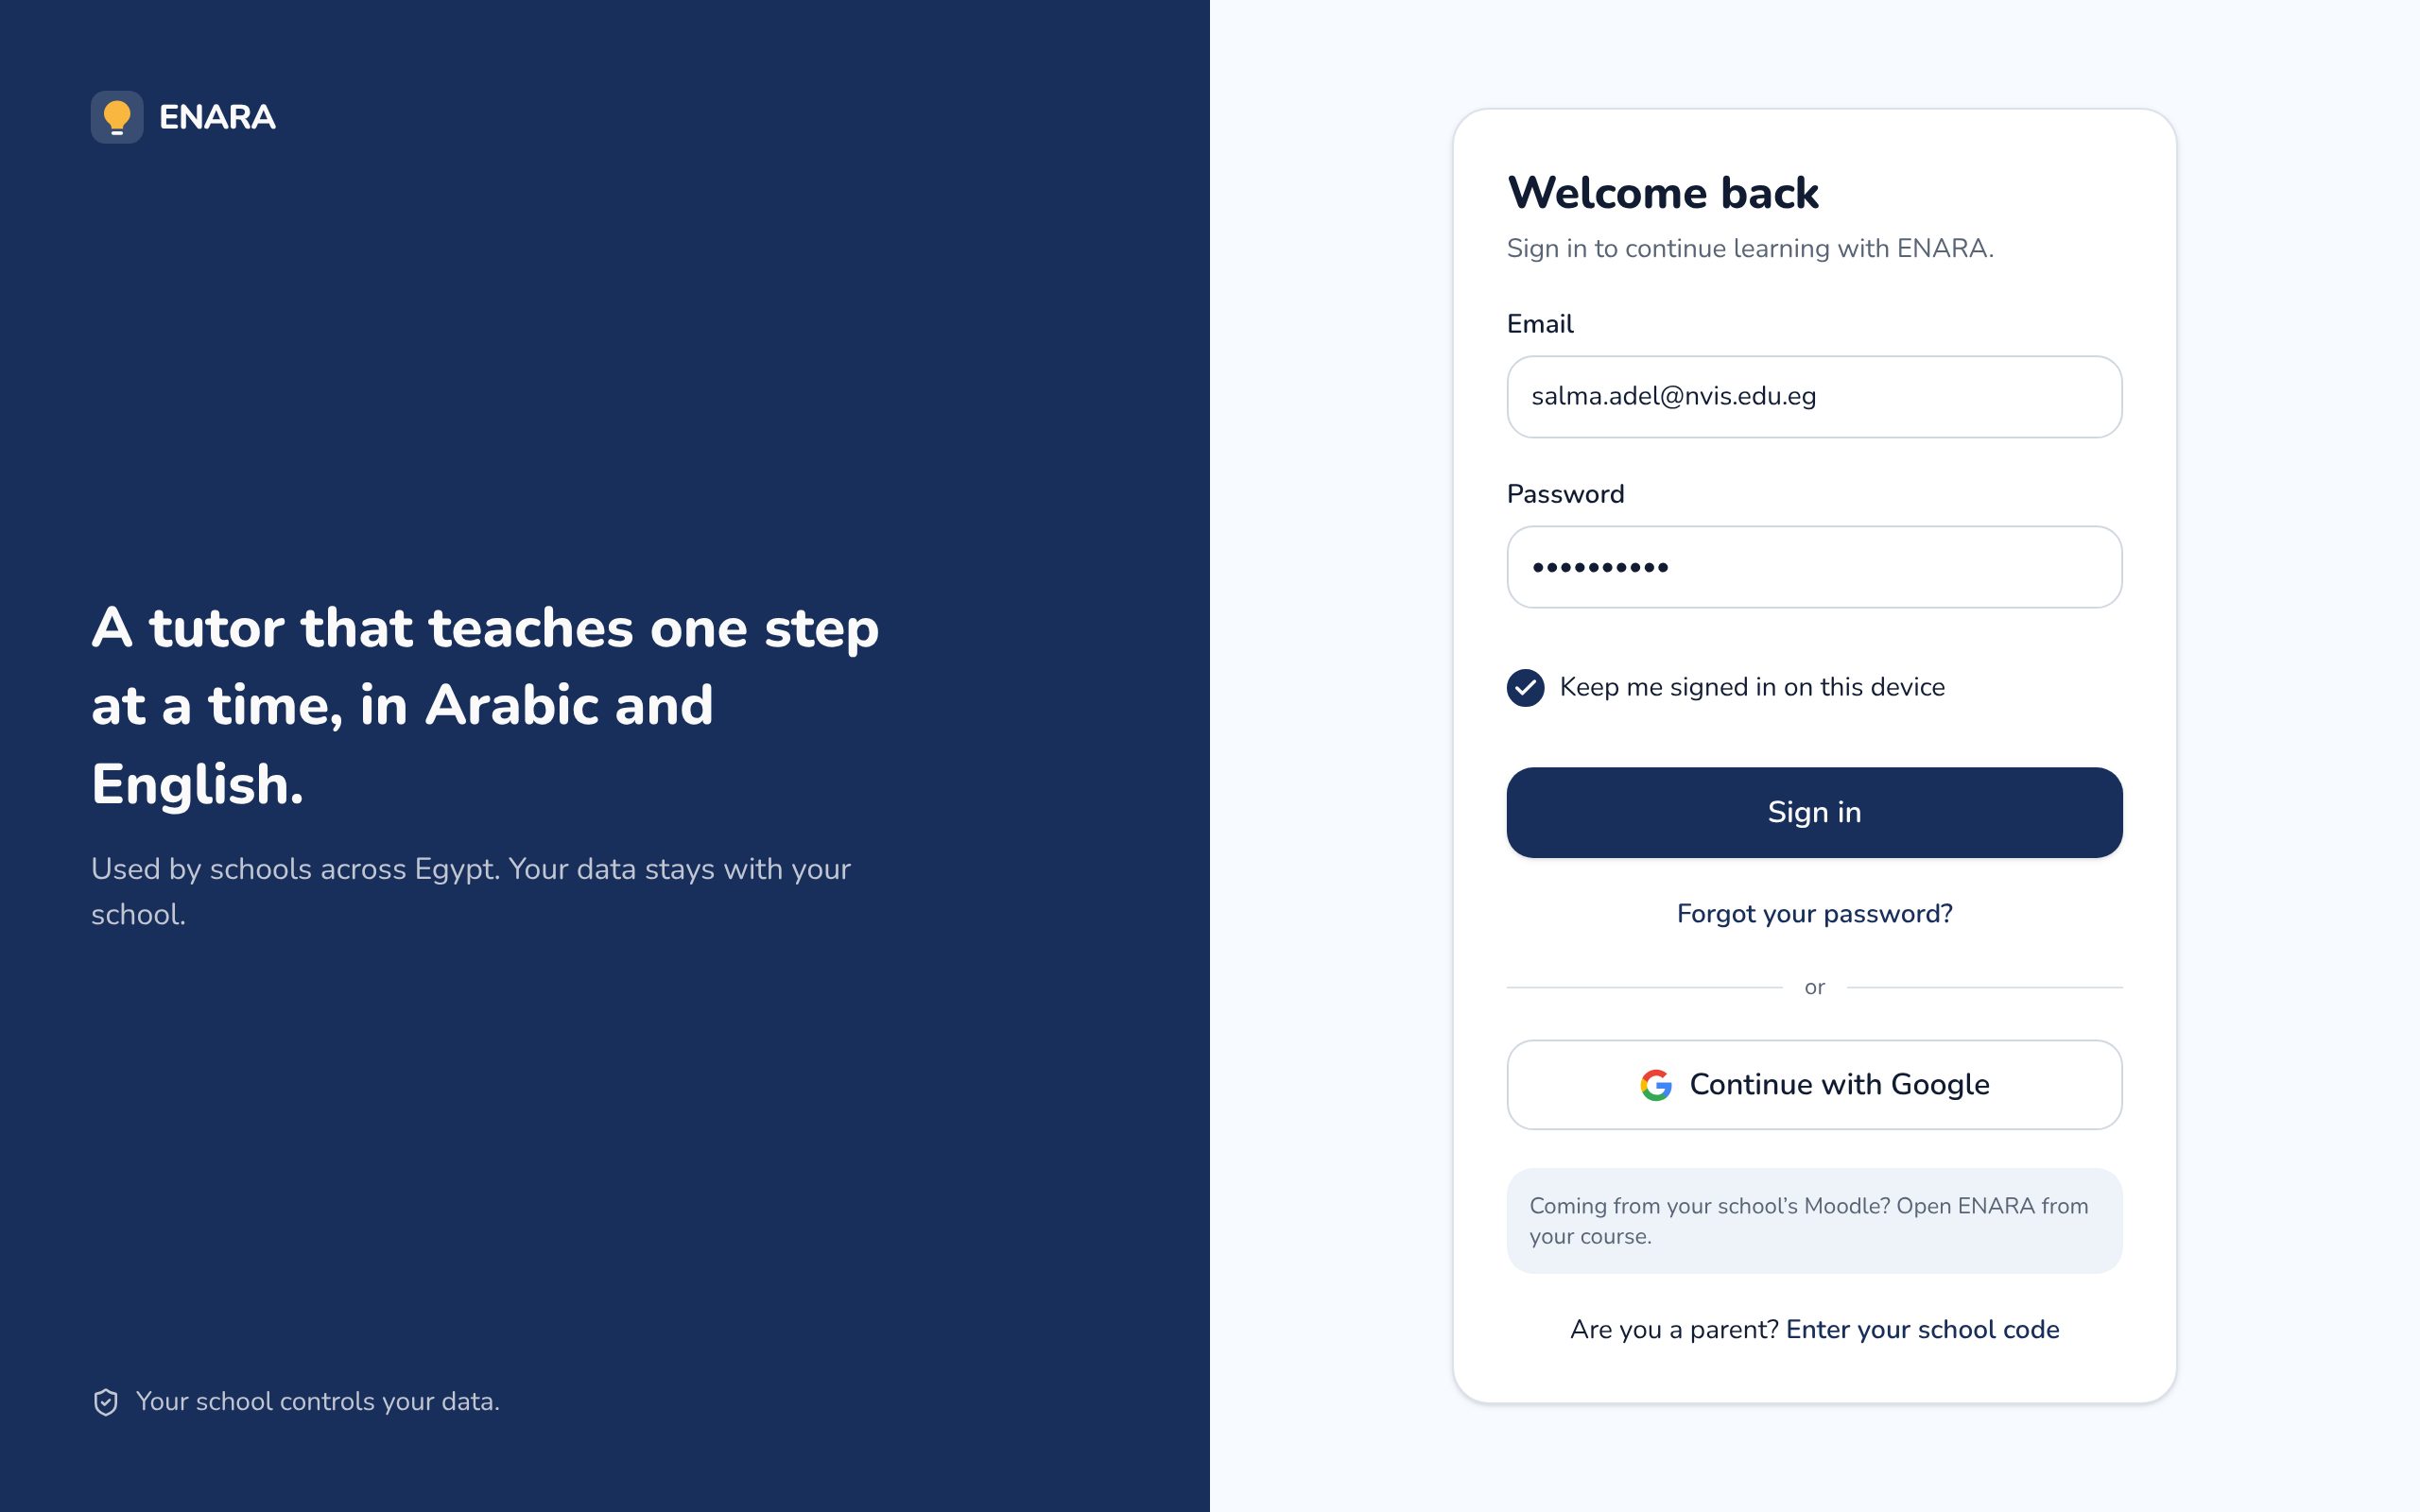 ENARA
A tutor that teaches one step
at a time, in Arabic and
English.
Used by schools across Egypt. Your data stays with your
school.
Your school controls your data.
Welcome back
Sign in to continue learning with ENARA.
Email
salma.adel@nvis.edu.eg
Password
••••••••••
Keep me signed in on this device
Sign in
Forgot your password?
or
Continue with Google
Coming from your school’s Moodle? Open ENARA from
your course.
Are you a parent? Enter your school code